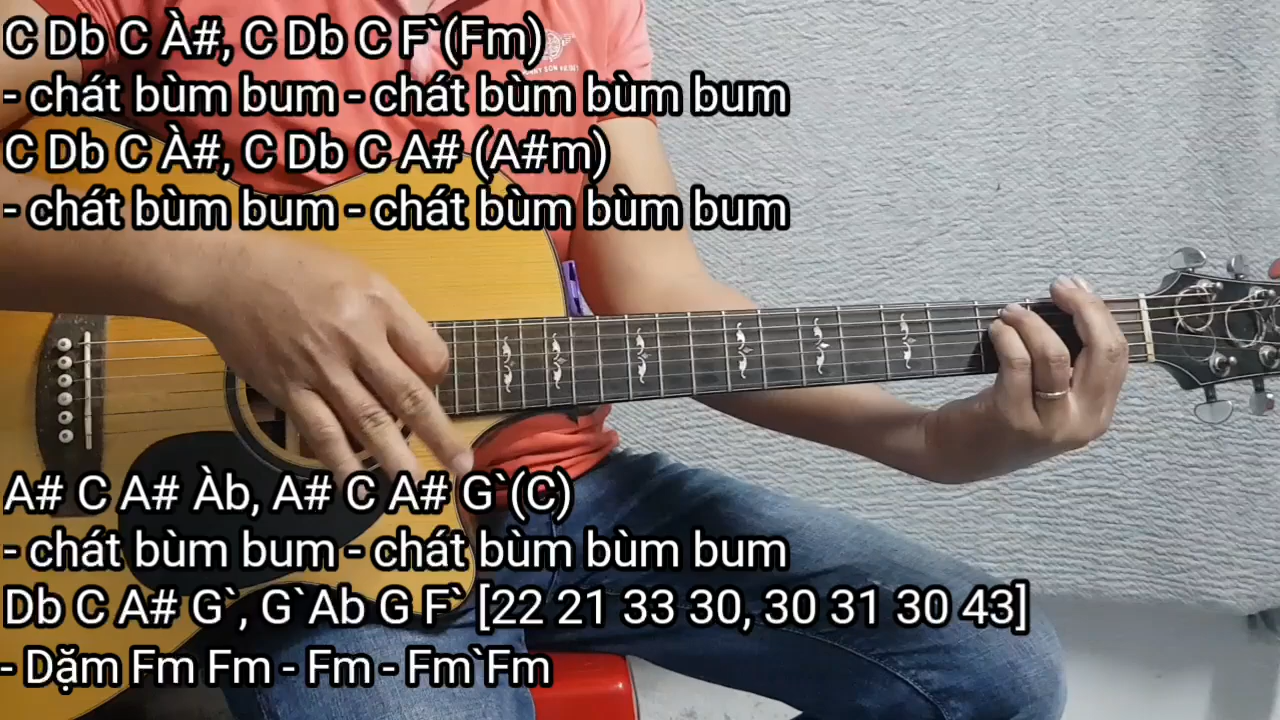 C Db C À#, C Db C F`(Fm)
- chát bùm bum - chát bùm bùm bum
C Db C À#, C Db C A# (A#m)
- chát bùm bum - chát bùm bùm bum
A# C A# Àb, A# C A# G`(C)
- chát bùm bum - chát bùm bùm bum
Db C A# G`, G`Ab G F` [22 21 33 30, 30 31 30 43]
- Dặm Fm Fm - Fm - Fm`Fm